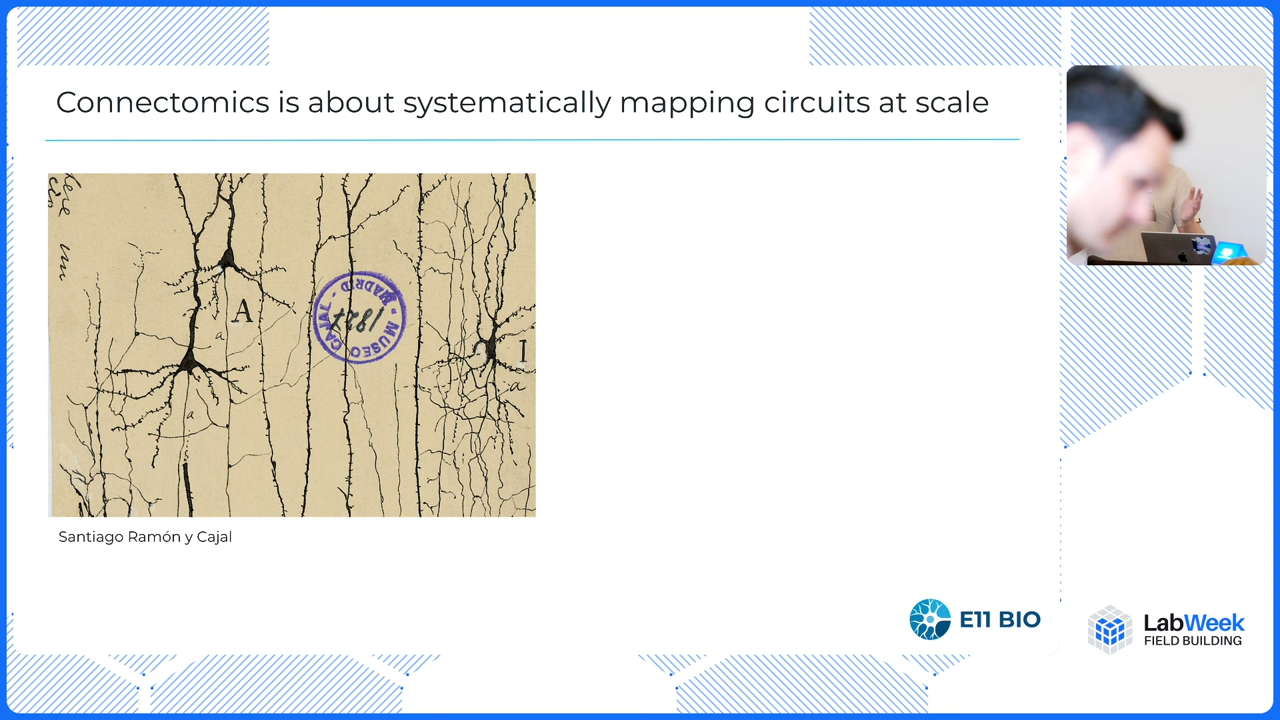 Connectomics is about systematically mapping circuits at scale
A
a
a
MUSEO CAJAL - MADRID -
1827
I
a
Santiago Ramón y Cajal
E11 BIO
LabWeek
FIELD BUILDING